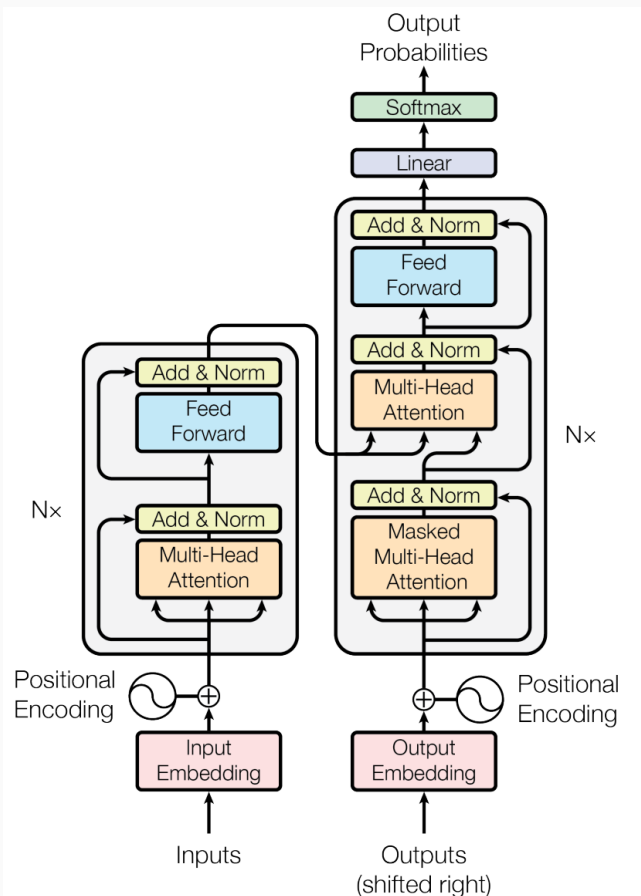 Output
Probabilities
Softmax
Linear
Add & Norm
Feed
Forward
Add & Norm
Multi-Head
Attention
Add & Norm
Masked
Multi-Head
Attention
N×
Add & Norm
Feed
Forward
Add & Norm
Multi-Head
Attention
N×
Positional
Encoding
Positional
Encoding
Input
Embedding
Output
Embedding
Inputs
Outputs
(shifted right)